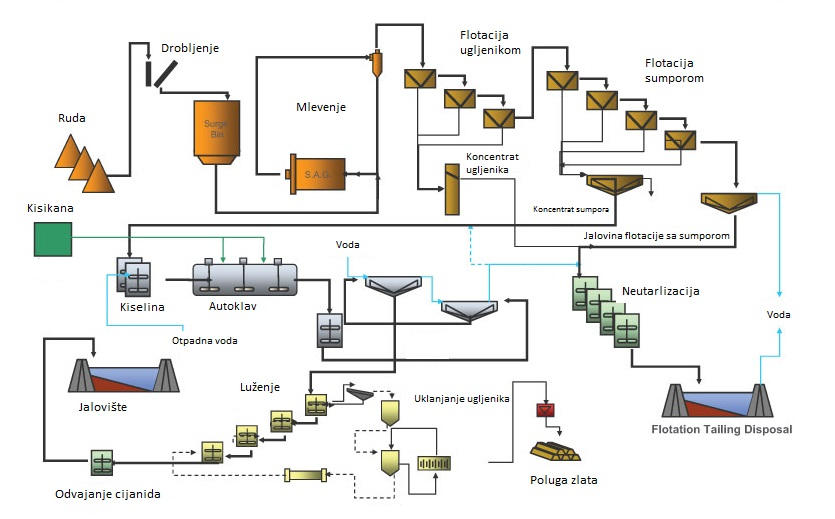 Drobljenje
Flotacija
ugljenikom
Flotacija
sumporom
Ruda
Surge
Bin
Mlevenje
S.A.G.
Koncentrat
ugljenika
Koncentrat sumpora
Kisikana
Jalovina flotacije sa sumporom
Voda
Kiselina
Autoklav
Neutarlizacija
Voda
Otpadna voda
Jalovište
Luženje
Uklanjanje ugljenika
Flotation Tailing Disposal
Poluga zlata
Odvajanje cijanida